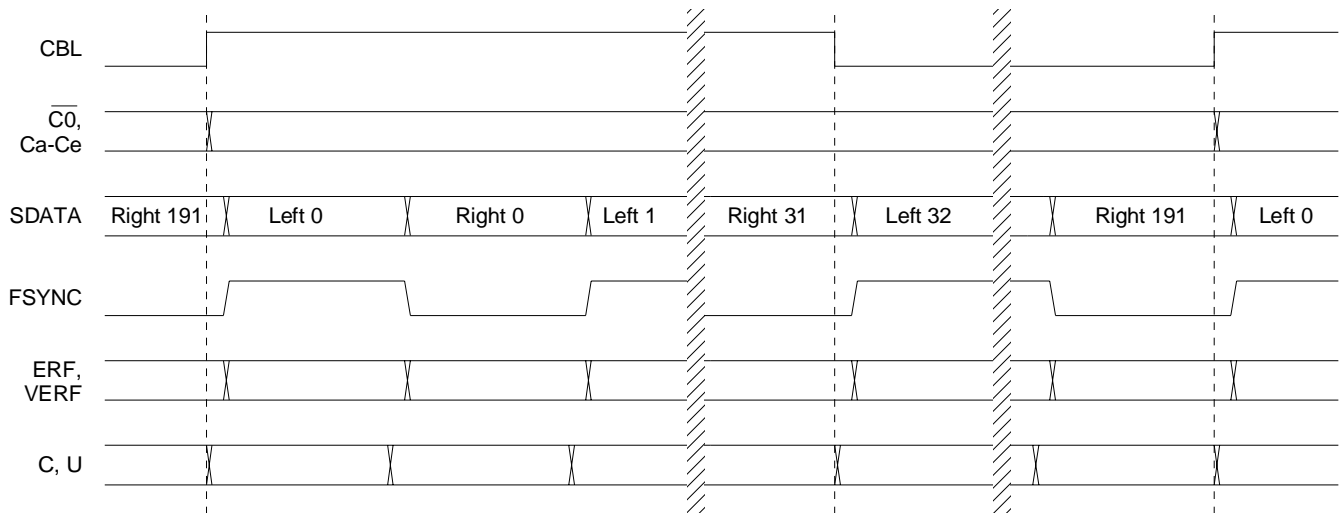 CBL
C0,
Ca-Ce
SDATA Right 191 Left 0 Right 0 Left 1 Right 31 Left 32 Right 191 Left 0
FSYNC
ERF,
VERF
C, U